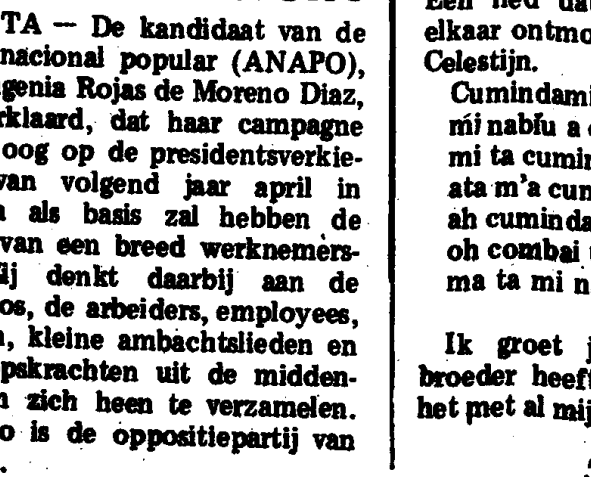 TA — De kandidaat van de
nacional popular (ANAPO),
genia Rojas de Moreno Diaz,
rklaard, dat haar campagne
oog op de presidentsverkie-
van volgend jaar april in
als basis zal hebben de
van een breed werknemers-
ij denkt daarbij aan de
os, de arbeiders, employees,
, kleine ambachtslieden en
pskrachten uit de midden-
zich heen te verzamelen.
o is de oppositiepartij van
elkaar ontmo
Celestijn.
Cumindami
mi nabfu a
mi ta cumin
ata m'a cun
ah cuminda
oh combai
ma ta mi n
Ik groet j
broeder heeft
het met al mij